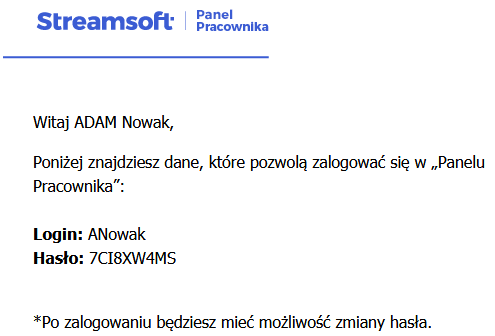 Streamsoft Panel
Pracownika
Witaj ADAM Nowak,
Poniżej znajdziesz dane, które pozwolą zalogować się w „Panelu
Pracownika”:
Login: ANowak
Hasło: 7CI8XW4MS
*Po zalogowaniu będziesz mieć możliwość zmiany hasła.